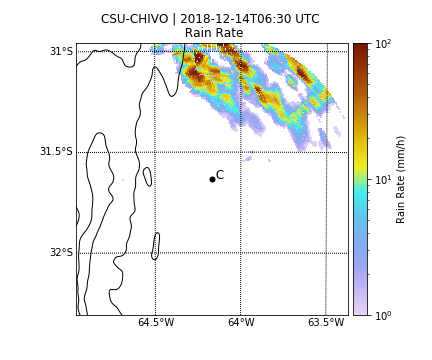 CSU-CHIVO | 2018-12-14T06:30 UTC
Rain Rate
31°S
31.5°S
32°S
C
64.5°W
64°W
63.5°W
10²
10¹
10⁰
Rain Rate (mm/h)